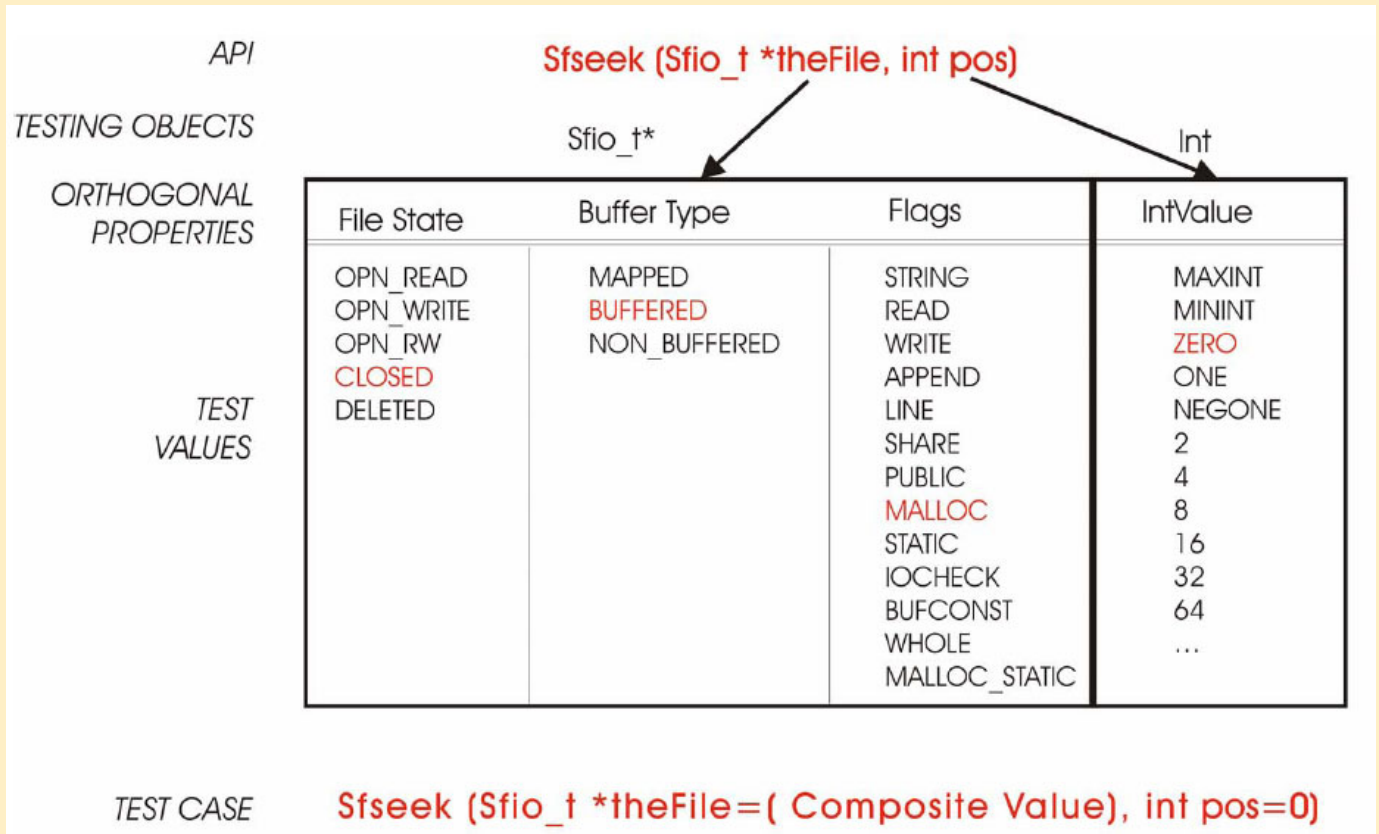 API
Sfseek (Sfio_t *theFile, int pos)
TESTING OBJECTS
Sfio_t*
Int
ORTHOGONAL
PROPERTIES
File State
Buffer Type
Flags
IntValue
TEST
VALUES
OPN_READ
OPN_WRITE
OPN_RW
CLOSED
DELETED
MAPPED
BUFFERED
NON_BUFFERED
STRING
READ
WRITE
APPEND
LINE
SHARE
PUBLIC
MALLOC
STATIC
IOCHECK
BUFCONST
WHOLE
MALLOC_STATIC
MAXINT
MININT
ZERO
ONE
NEGONE
2
4
8
16
32
64
...
TEST CASE
Sfseek (Sfio_t *theFile=( Composite Value), int pos=0)